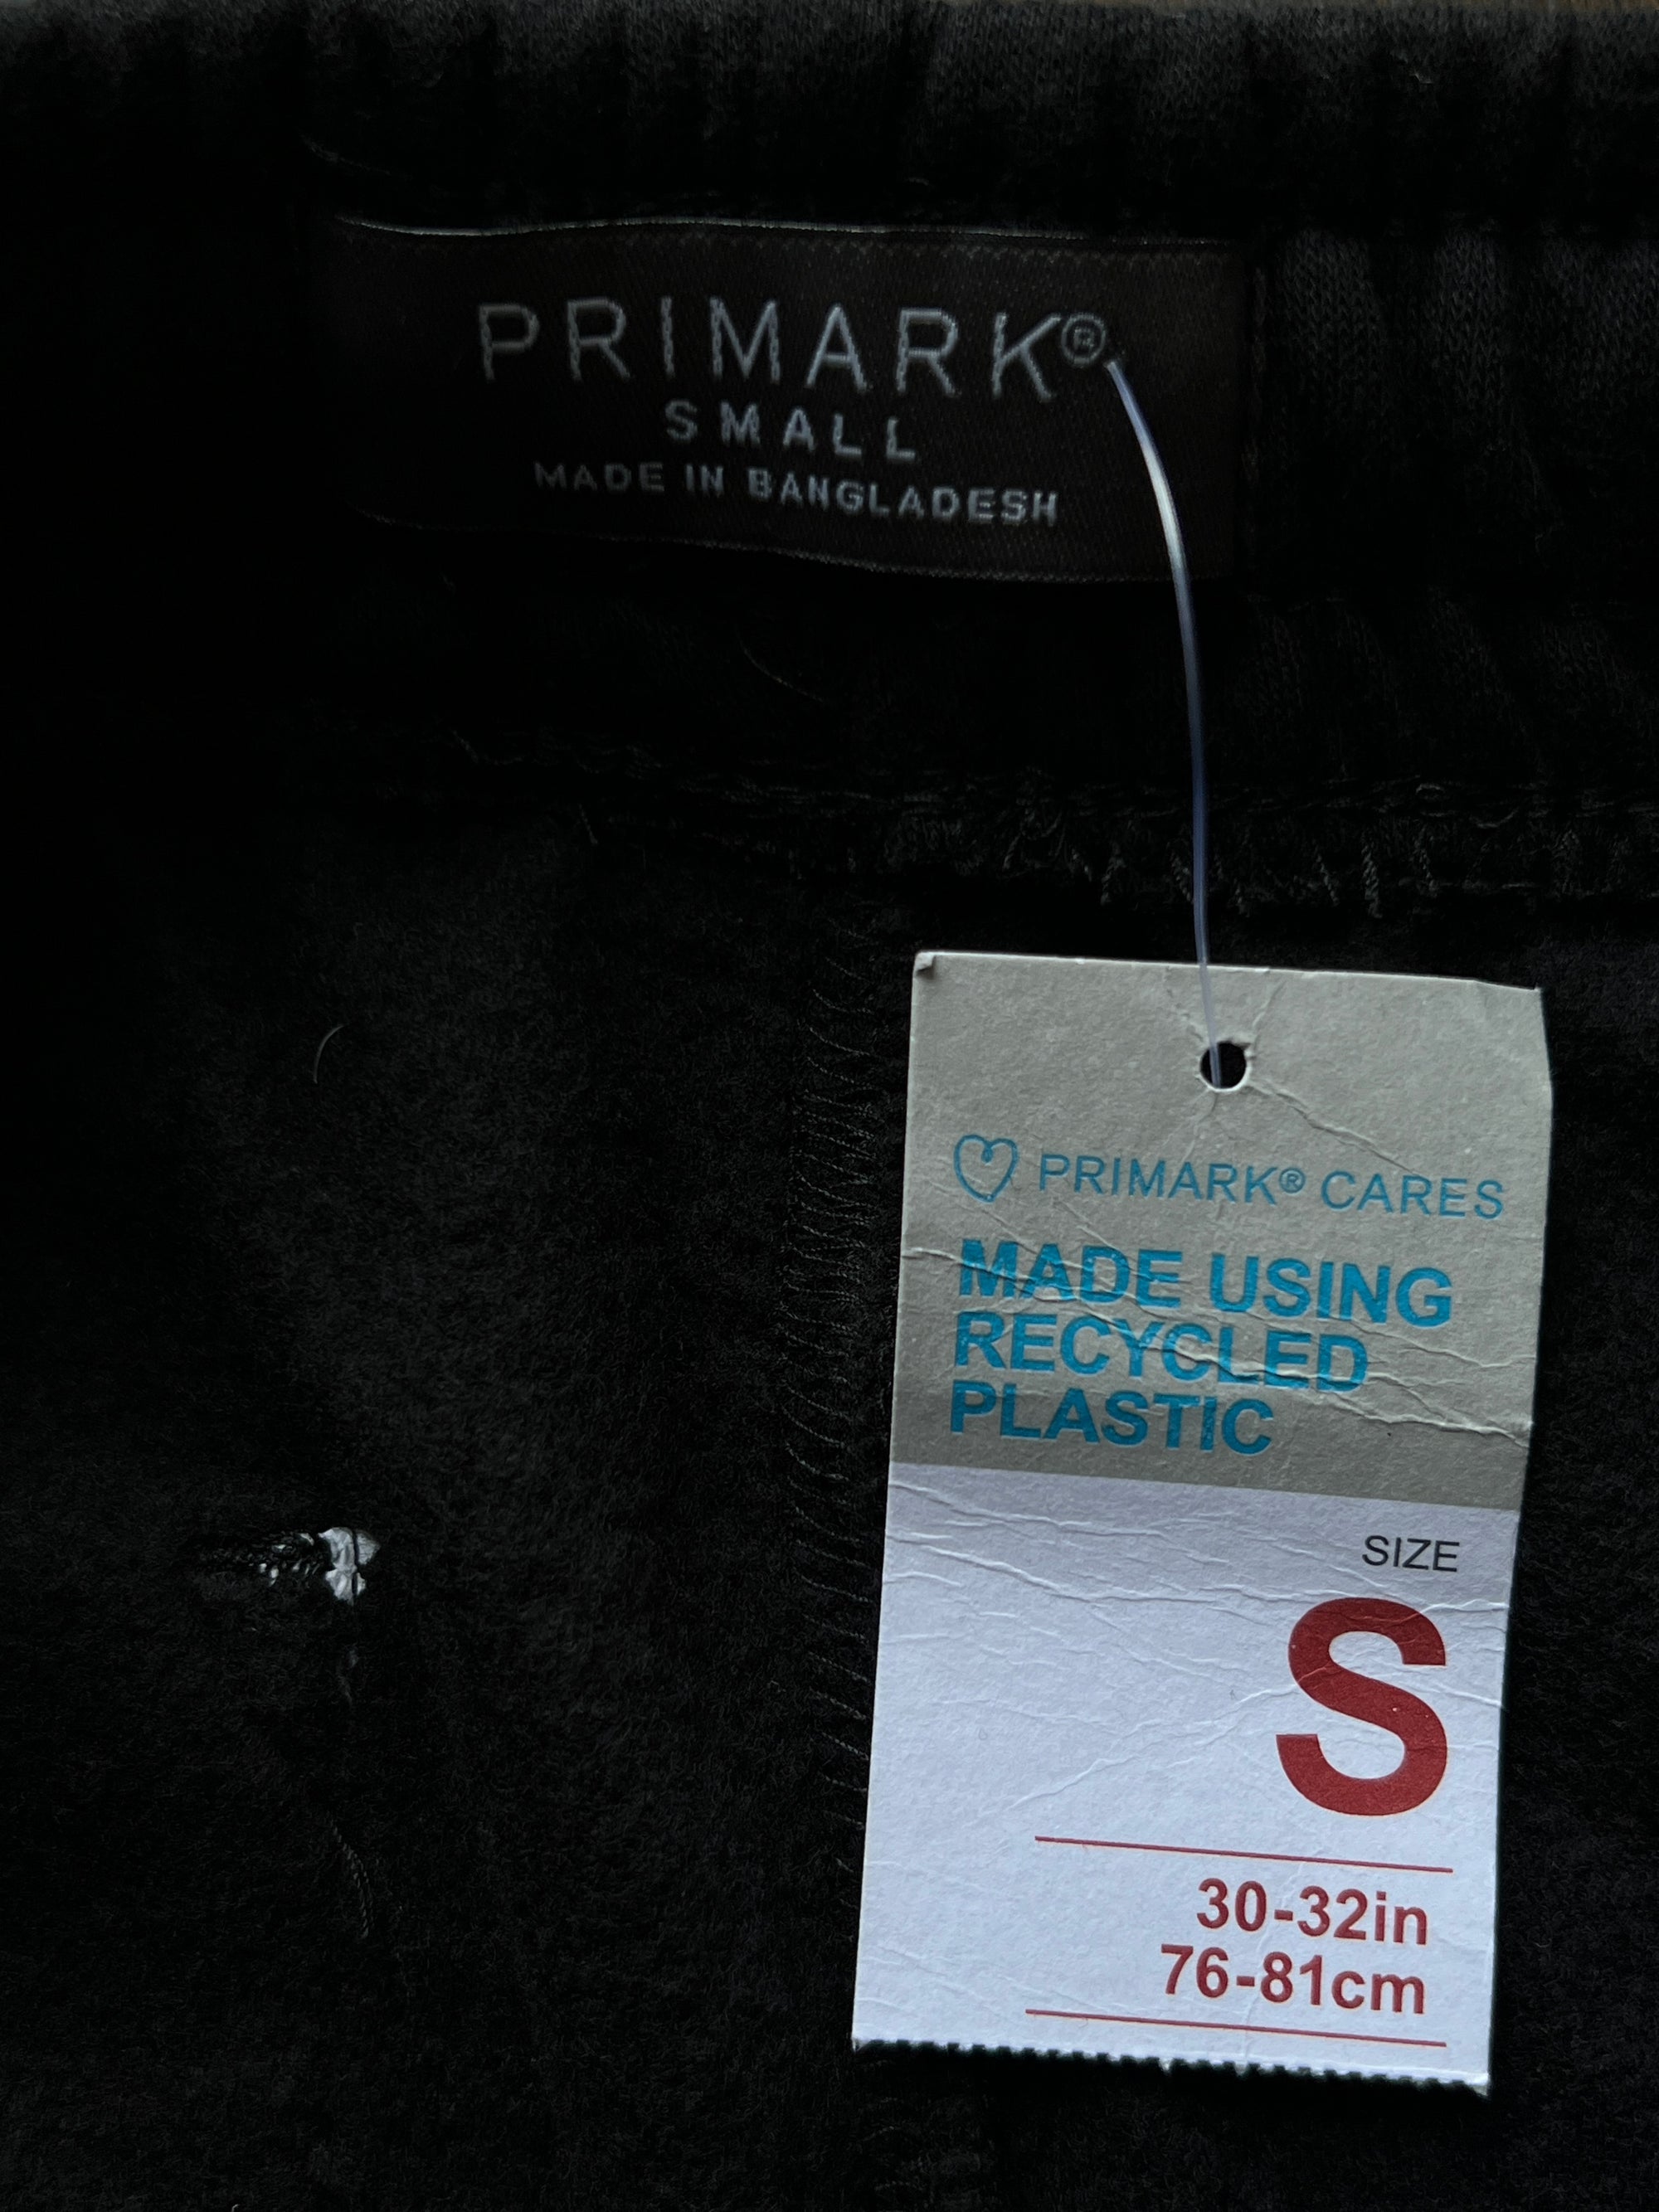 PRIMARK®
SMALL
MADE IN BANGLADESH
PRIMARK® CARES
MADE USING
RECYCLED
PLASTIC
SIZE
S
30-32in
76-81cm